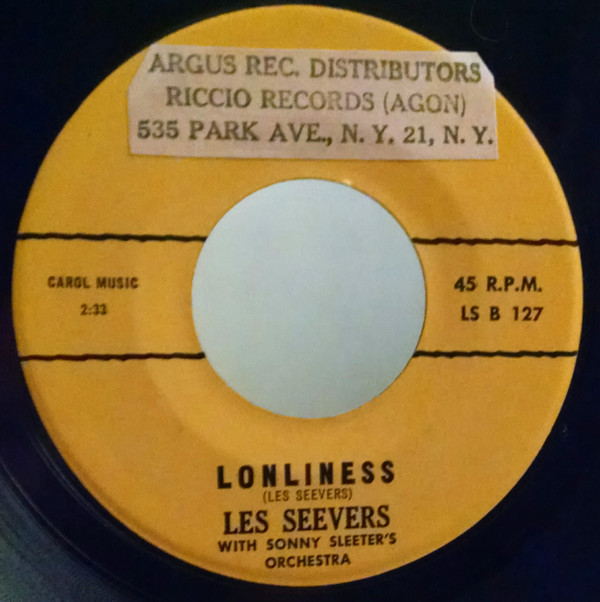 ARGUS REC. DISTRIBUTORS
RICCIO RECORDS (AGON)
535 PARK AVE., N. Y. 21, N. Y.
CAROL MUSIC
2:33
45 R.P.M.
LS B 127
LONLINESS
(LES SEEVERS)
LES SEEVERS
WITH SONNY SLEETER'S
ORCHESTRA